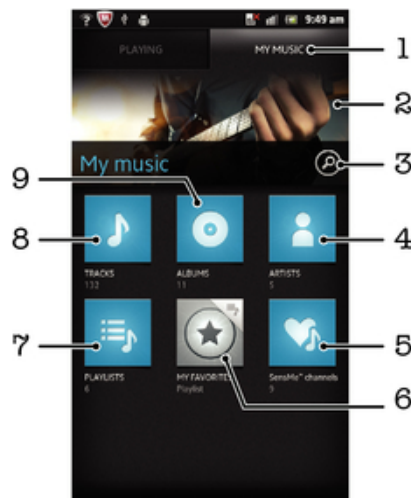 9:49 am
PLAYING MY MUSIC
My music
TRACKS ALBUMS ARTISTS
132 11 5
PLAYLISTS MY FAVORITES SensMe™ channels
6 Playlist 9
1
2
3
4
5
6
7
8
9